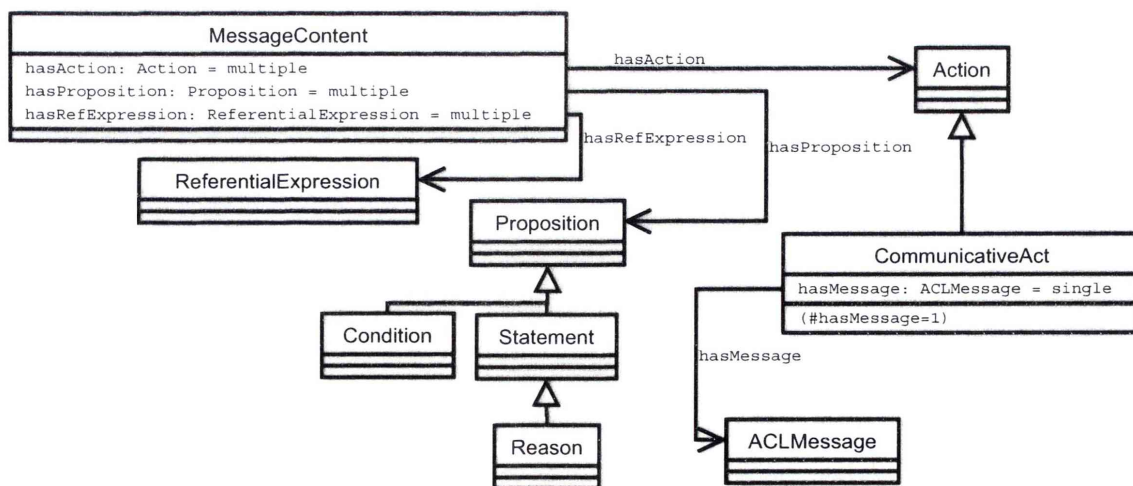 MessageContent
hasAction: Action = multiple
hasProposition: Proposition = multiple
hasRefExpression: ReferentialExpression = multiple
hasAction
Action
hasRefExpression
hasProposition
ReferentialExpression
Proposition
CommunicativeAct
hasMessage: ACLMessage = single
(#hasMessage=1)
Condition
Statement
hasMessage
Reason
ACLMessage